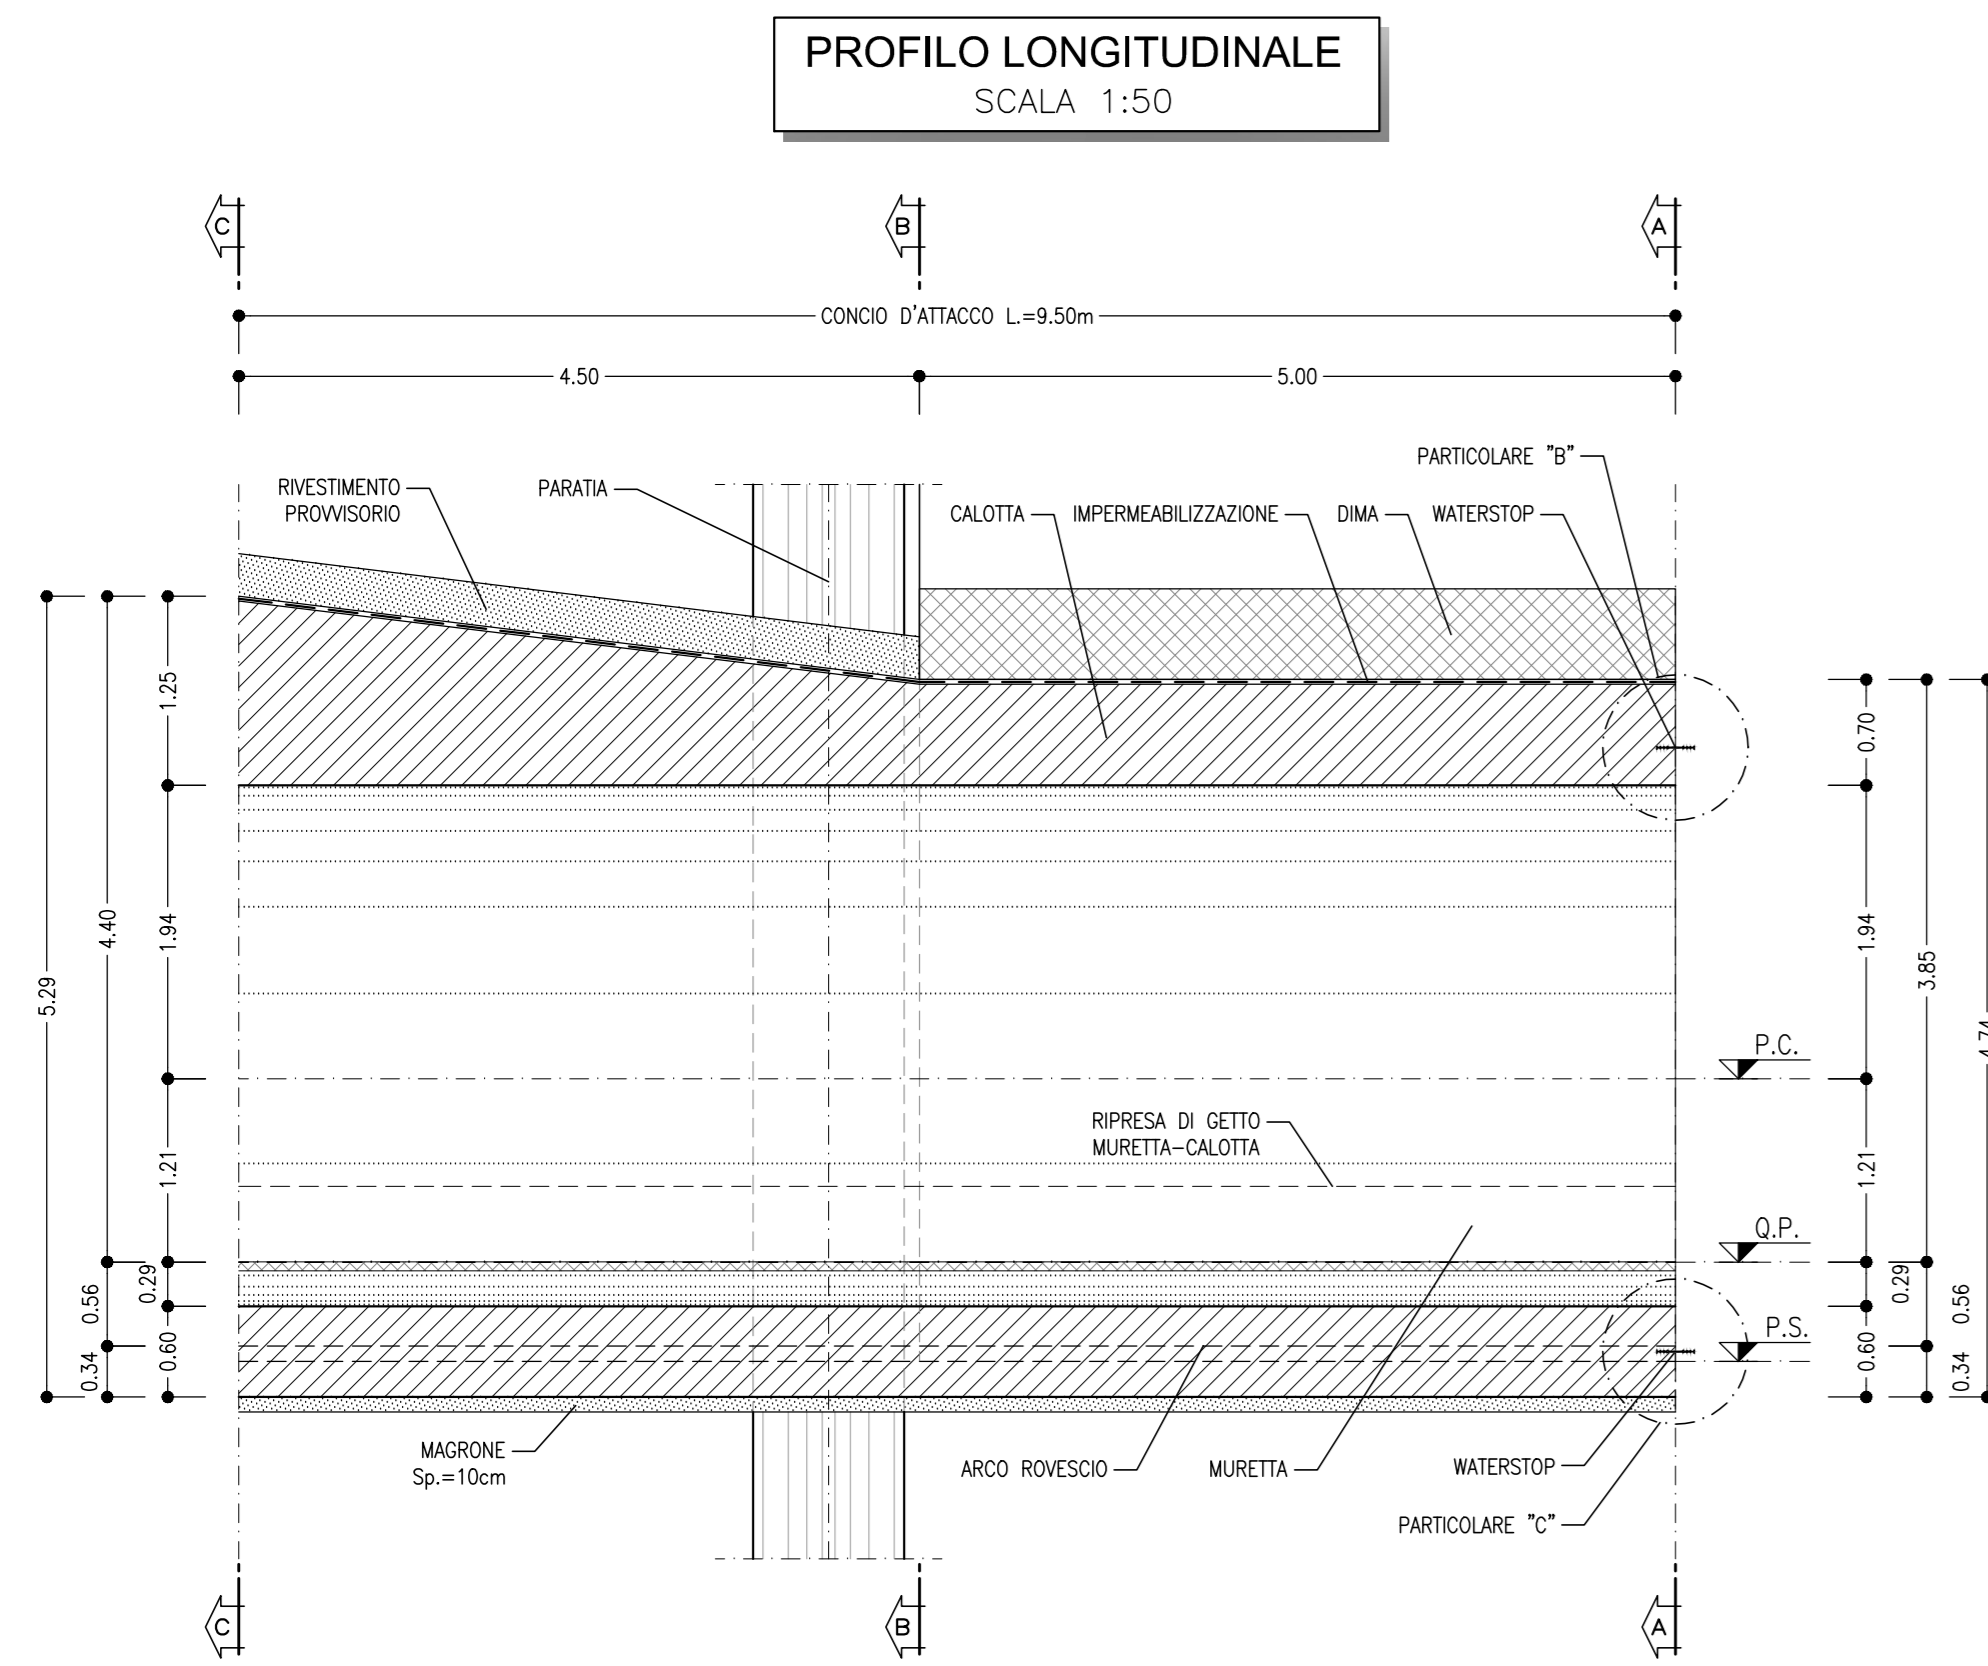 PROFILO LONGITUDINALE
SCALA 1:50
C
B
A
CONCIO D'ATTACCO L.=9.50m
4.50
5.00
PARTICOLARE "B"
RIVESTIMENTO
PROVVISORIO
PARATIA
CALOTTA
IMPERMEABILIZZAZIONE
DIMA
WATERSTOP
1.25
0.70
4.40
1.94
1.94
5.29
3.85
4.74
P.C.
RIPRESA DI GETTO
MURETTA-CALOTTA
1.21
1.21
Q.P.
0.29
0.56
0.29
0.56
P.S.
0.34
0.60
0.60
0.34
MAGRONE
Sp.=10cm
ARCO ROVESCIO
MURETTA
WATERSTOP
PARTICOLARE "C"
C
B
A